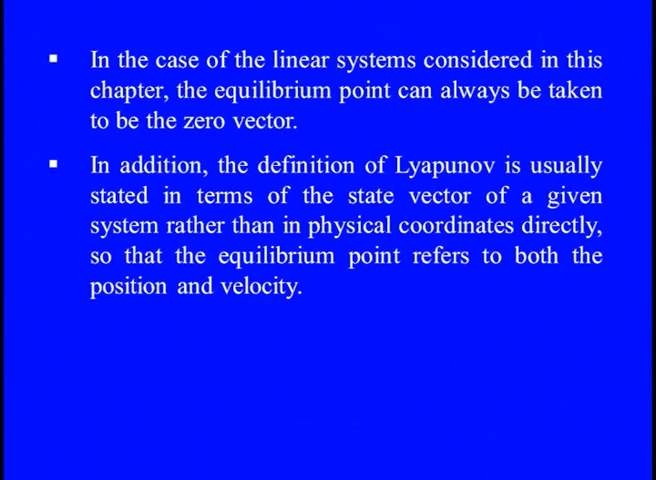 ▪ In the case of the linear systems considered in this
chapter, the equilibrium point can always be taken
to be the zero vector.
▪ In addition, the definition of Lyapunov is usually
stated in terms of the state vector of a given
system rather than in physical coordinates directly,
so that the equilibrium point refers to both the
position and velocity.